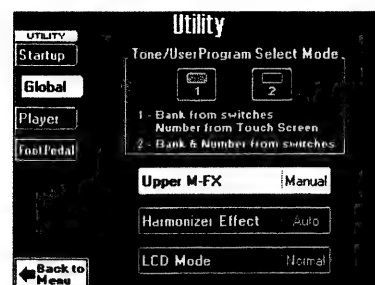 Utility
UTILITY
Startup
Global
Player
FootPedal
Back to
Menu
Tone/UserProgram Select Mode
1
2
1 - Bank from switches
Number from Touch Screen
2 - Bank & Number from switches
Upper M-FX
Manual
Harmonizer Effect
Auto
LCD Mode
Normal